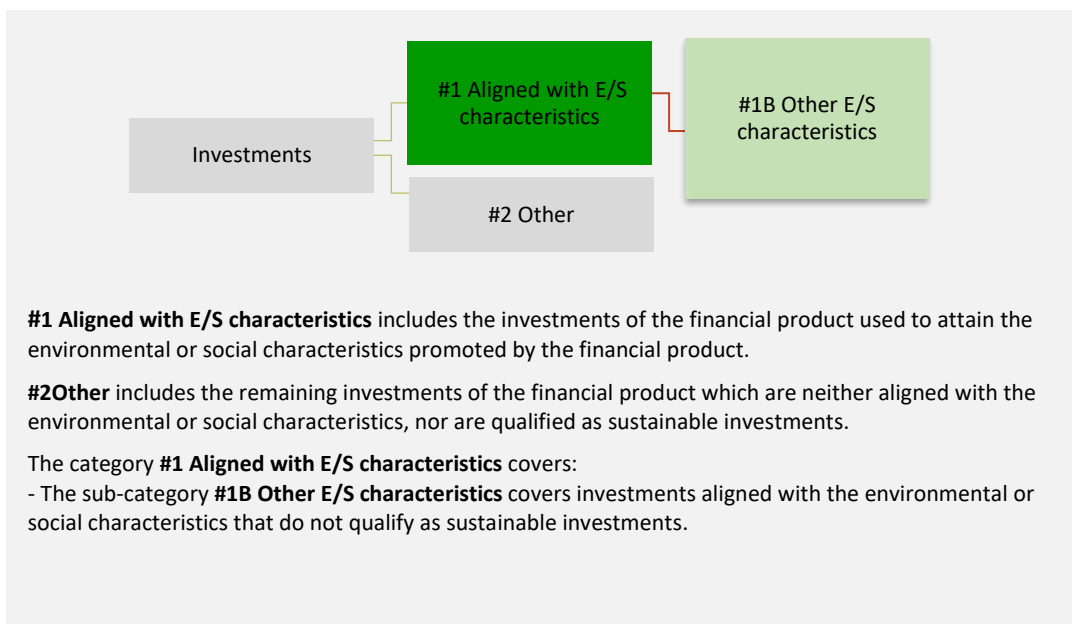 #1 Aligned with E/S
characteristics
#1B Other E/S
characteristics
Investments
#2 Other
#1 Aligned with E/S characteristics includes the investments of the financial product used to attain the
environmental or social characteristics promoted by the financial product.
#2Other includes the remaining investments of the financial product which are neither aligned with the
environmental or social characteristics, nor are qualified as sustainable investments.
The category #1 Aligned with E/S characteristics covers:
- The sub-category #1B Other E/S characteristics covers investments aligned with the environmental or
social characteristics that do not qualify as sustainable investments.